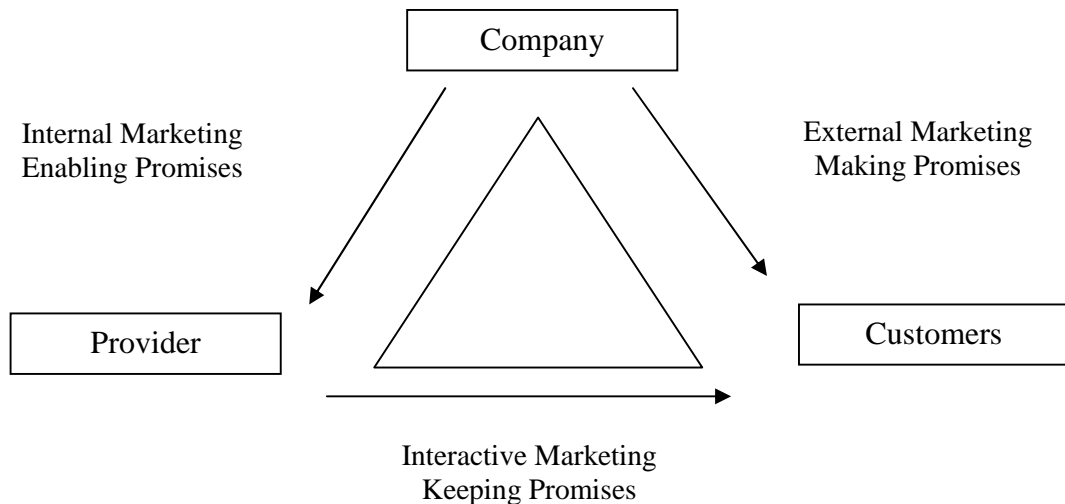 Company
Internal Marketing
Enabling Promises
External Marketing
Making Promises
Provider
Customers
Interactive Marketing
Keeping Promises